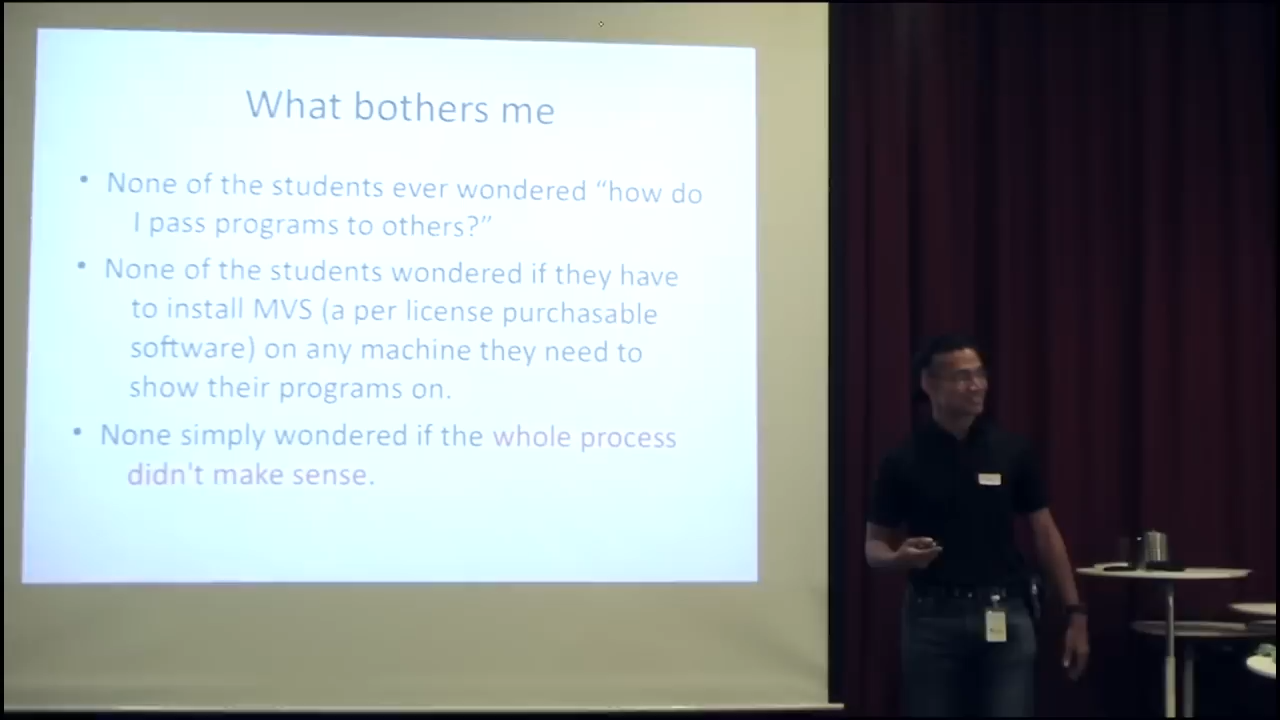 What bothers me
• None of the students ever wondered “how do
I pass programs to others?”
• None of the students wondered if they have
to install MVS (a per license purchasable
software) on any machine they need to
show their programs on.
• None simply wondered if the whole process
didn't make sense.